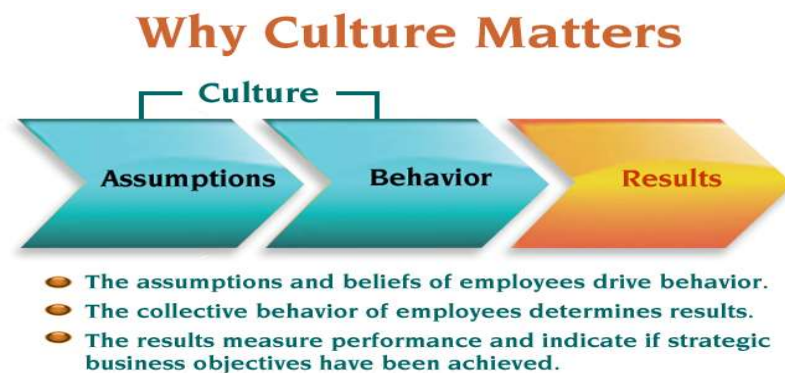 Why Culture Matters
Culture
Assumptions
Behavior
Results
The assumptions and beliefs of employees drive behavior.
The collective behavior of employees determines results.
The results measure performance and indicate if strategic
business objectives have been achieved.